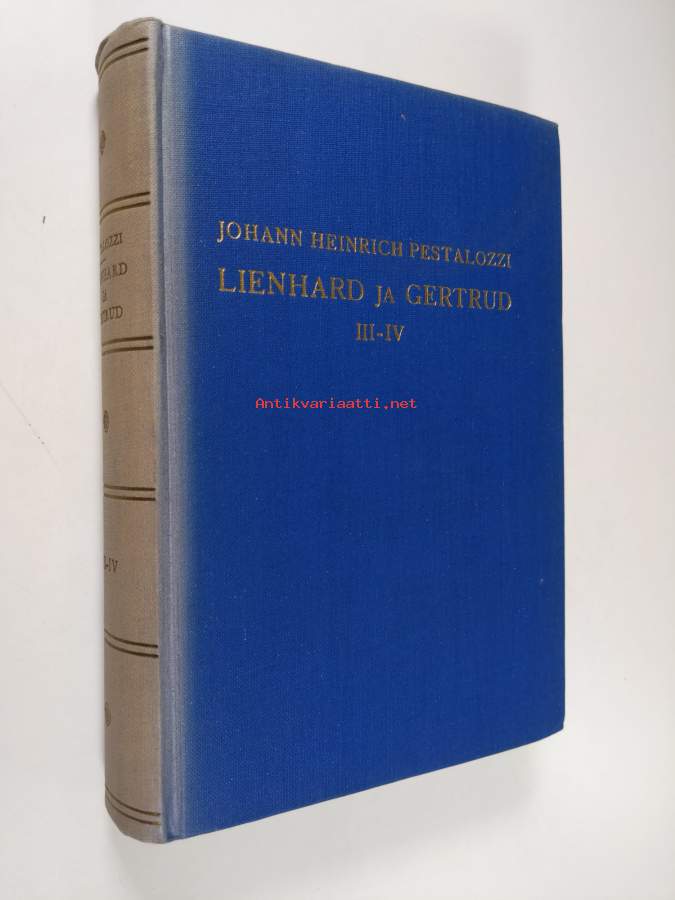 JOHANN HEINRICH PESTALOZZI
LIENHARD JA GERTRUD
III-IV
Antikvariaatti.net